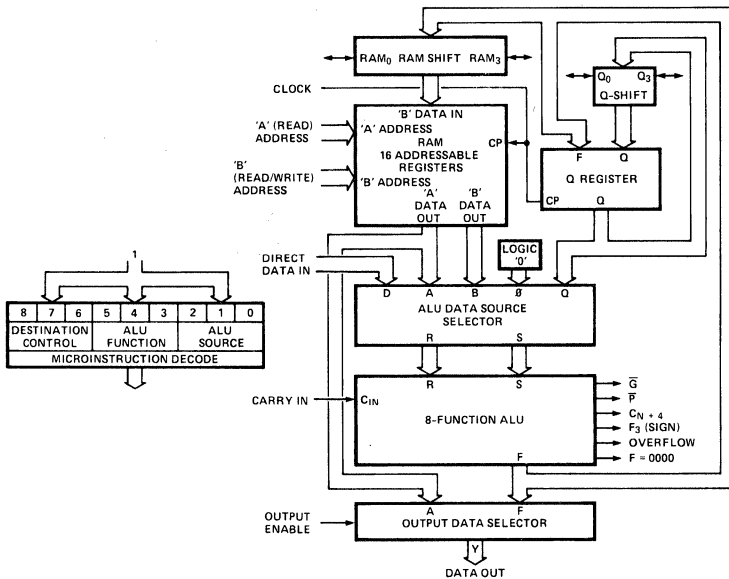 RAM0 RAM SHIFT RAM3
Q0 Q3
Q-SHIFT
CLOCK
'B' DATA IN
'A' (READ)
ADDRESS
'A' ADDRESS
RAM
16 ADDRESSABLE
REGISTERS
CP
'B'
(READ/WRITE)
ADDRESS
'B' ADDRESS
'A'
DATA
OUT
'B'
DATA
OUT
F Q
Q REGISTER
CP Q
DIRECT
DATA IN
LOGIC
'0'
D A B Ø Q
ALU DATA SOURCE
SELECTOR
R S
1
8 7 6 5 4 3 2 1 0
DESTINATION
CONTROL
ALU
FUNCTION
ALU
SOURCE
MICROINSTRUCTION DECODE
R S
CARRY IN
CIN
8-FUNCTION ALU
F
G̅
P̅
CN + 4
F3 (SIGN)
OVERFLOW
F = 0000
OUTPUT
ENABLE
A F
OUTPUT DATA SELECTOR
Y
DATA OUT